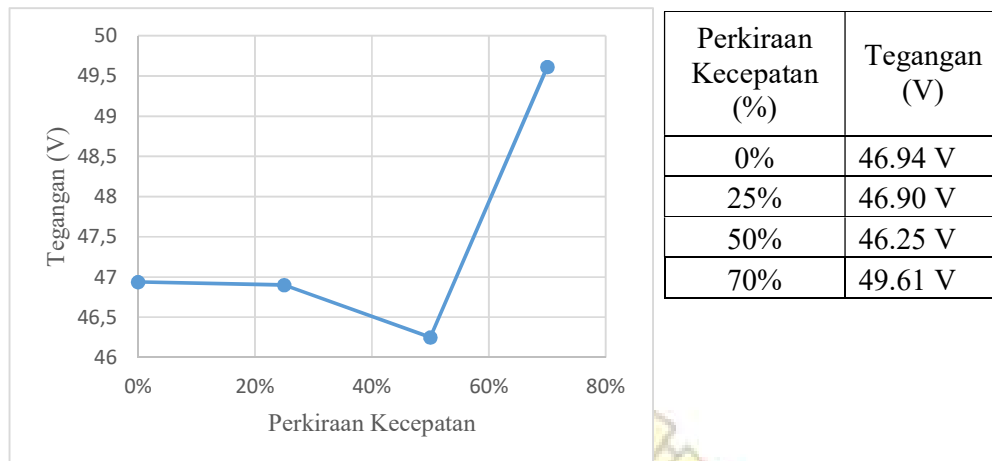 50
49,5
49
48,5
48
47,5
47
46,5
46
Tegangan (V)
0%
20%
40%
60%
80%
Perkiraan Kecepatan
Perkiraan
Kecepatan
(%)
Tegangan
(V)
0% 46.94 V
25% 46.90 V
50% 46.25 V
70% 49.61 V